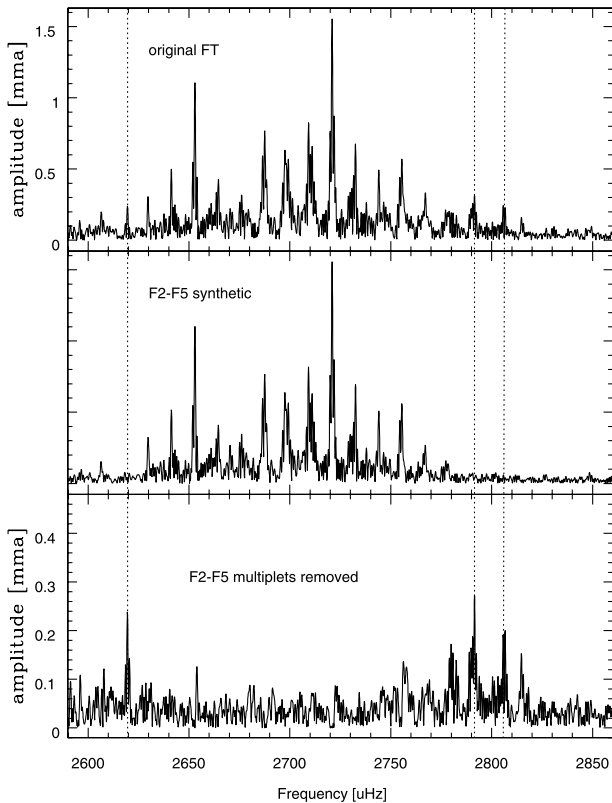 1.5
original FT
1
amplitude [mma]
0.5
0
F2-F5 synthetic
0.4
F2-F5 multiplets removed
0.3
amplitude [mma]
0.2
0.1
0
2600 2650 2700 2750 2800 2850
Frequency [uHz]